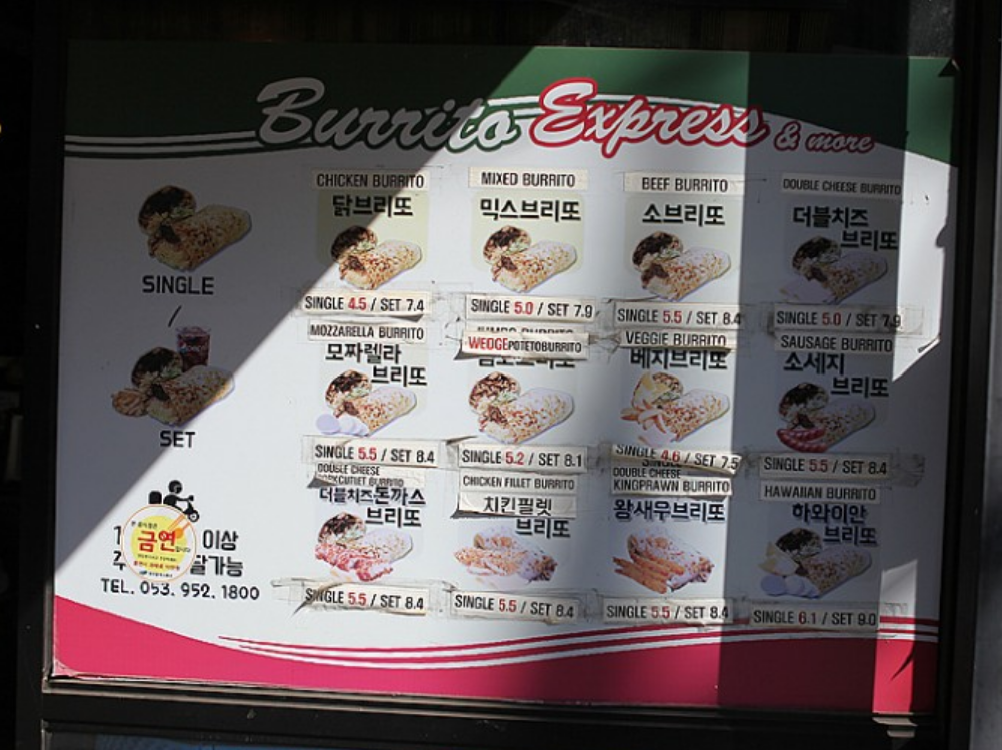 Burrito Express & more
SINGLE
/
SET
CHICKEN BURRITO
닭브리또
SINGLE 4.5 / SET 7.4
MIXED BURRITO
믹스브리또
SINGLE 5.0 / SET 7.9
BEEF BURRITO
소브리또
SINGLE 5.5 / SET 8.4
DOUBLE CHEESE BURRITO
더블치즈
브리또
SINGLE 5.0 / SET 7.9
MOZZARELLA BURRITO
모짜렐라
브리또
SINGLE 5.5 / SET 8.4
WEDGEPOTETOBURRITO
SINGLE 5.2 / SET 8.1
VEGGIE BURRITO
베지브리또
SINGLE 4.6 / SET 7.5
SAUSAGE BURRITO
소세지
브리또
SINGLE 5.5 / SET 8.4
DOUBLE CHEESE
BURRITO
더블치즈돈까스
브리또
SINGLE 5.5 / SET 8.4
CHICKEN FILLET BURRITO
치킨필렛
브리또
SINGLE 5.5 / SET 8.4
DOUBLE CHEESE
KINGPRAWN BURRITO
왕새우브리또
SINGLE 5.5 / SET 8.4
HAWAIIAN BURRITO
하와이안
브리또
SINGLE 6.1 / SET 9.0
이상
금연
달가능
TEL. 053. 952. 1800